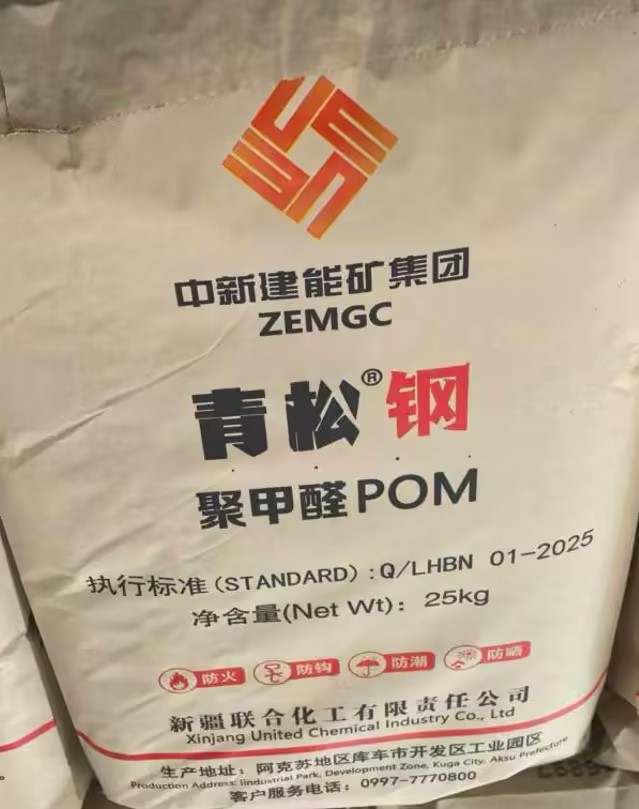 中新建能矿集团
ZEMGC
青松®钢
聚甲醛POM
执行标准(STANDARD):Q/LHBN 01-2025
净含量(Net Wt): 25kg
防火 防钩 防潮 防晒
新疆联合化工有限责任公司
Xinjang United Chemical Industry Co., Ltd
生产地址: 阿克苏地区库车市开发区工业园区
Production Address: Iindustrial Park, Development Zone, Kuga City, Aksu Prefecture
客户服务电话: 0997-7770800